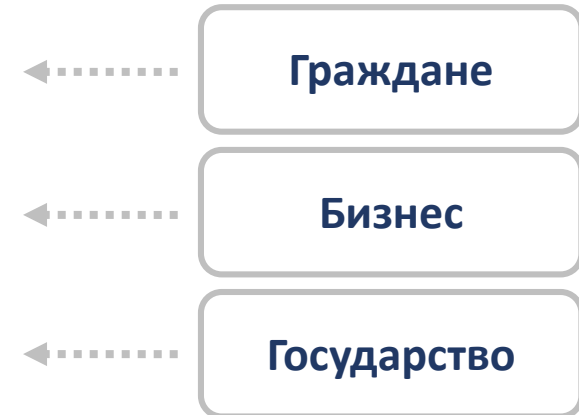 Граждане
Бизнес
Государство